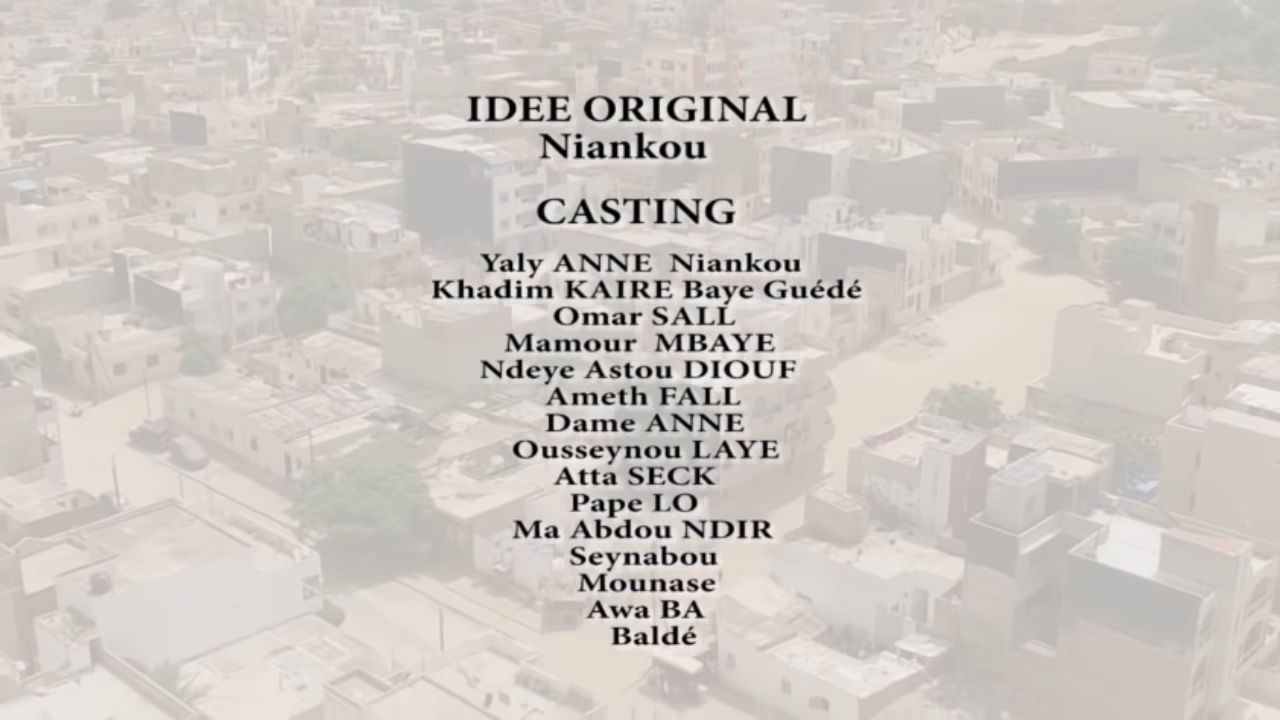 IDEE ORIGINAL
Niankou
CASTING
Yaly ANNE Niankou
Khadim KAIRE Baye Guédé
Omar SALL
Mamour MBAYE
Ndeye Astou DIOUF
Ameth FALL
Dame ANNE
Ousseynou LAYE
Atta SECK
Pape LO
Ma Abdou NDIR
Seynabou
Mounase
Awa BA
Baldé